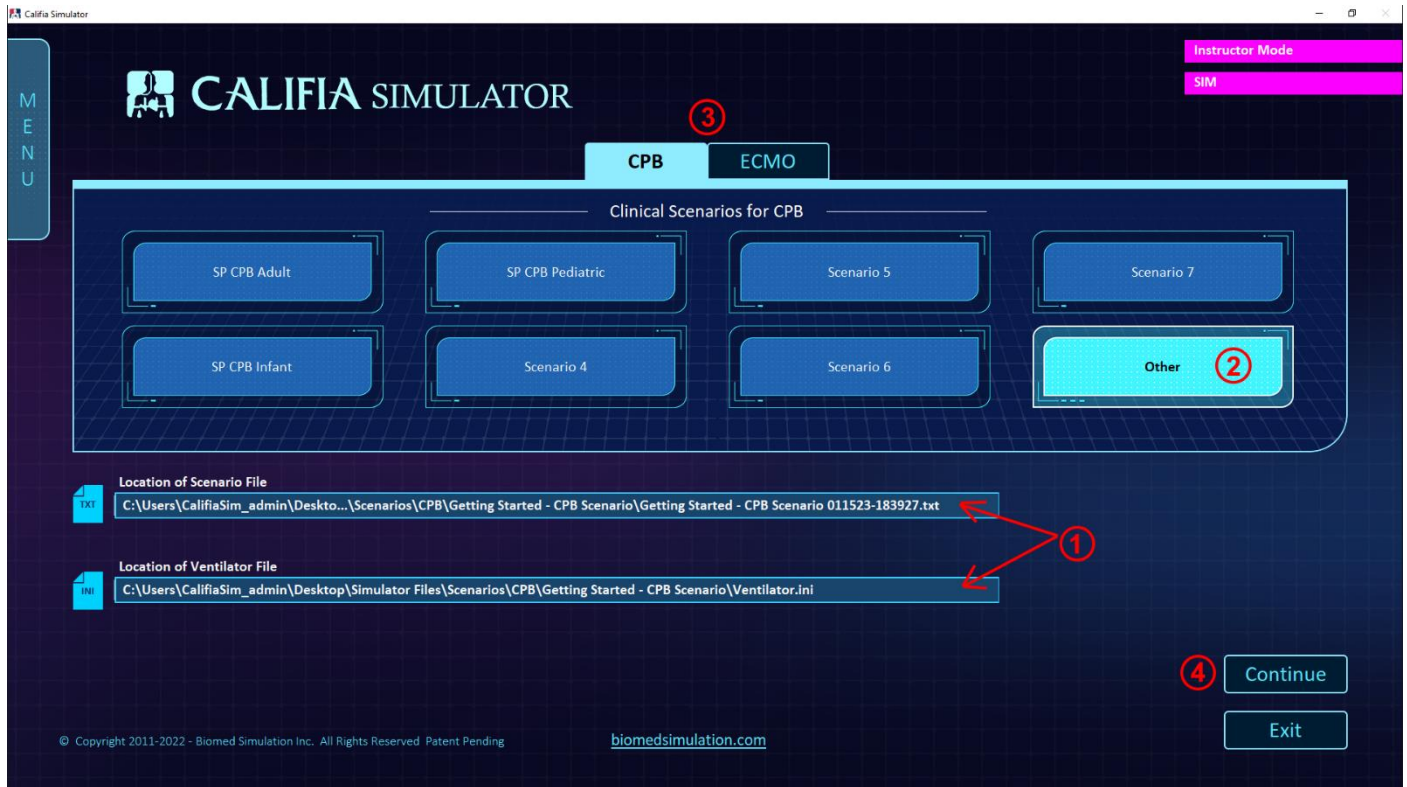 Califia Simulator
Instructor Mode
SIM
MENU
CALIFIA SIMULATOR
3
CPB
ECMO
Clinical Scenarios for CPB
SP CPB Adult
SP CPB Pediatric
Scenario 5
Scenario 7
SP CPB Infant
Scenario 4
Scenario 6
Other
2
Location of Scenario File
TXT
C:\Users\CalifiaSim_admin\Deskto...\Scenarios\CPB\Getting Started - CPB Scenario\Getting Started - CPB Scenario 011523-183927.txt
1
Location of Ventilator File
INI
C:\Users\CalifiaSim_admin\Desktop\Simulator Files\Scenarios\CPB\Getting Started - CPB Scenario\Ventilator.ini
4
Continue
Exit
© Copyright 2011-2022 - Biomed Simulation Inc. All Rights Reserved Patent Pending
biomedsimulation.com